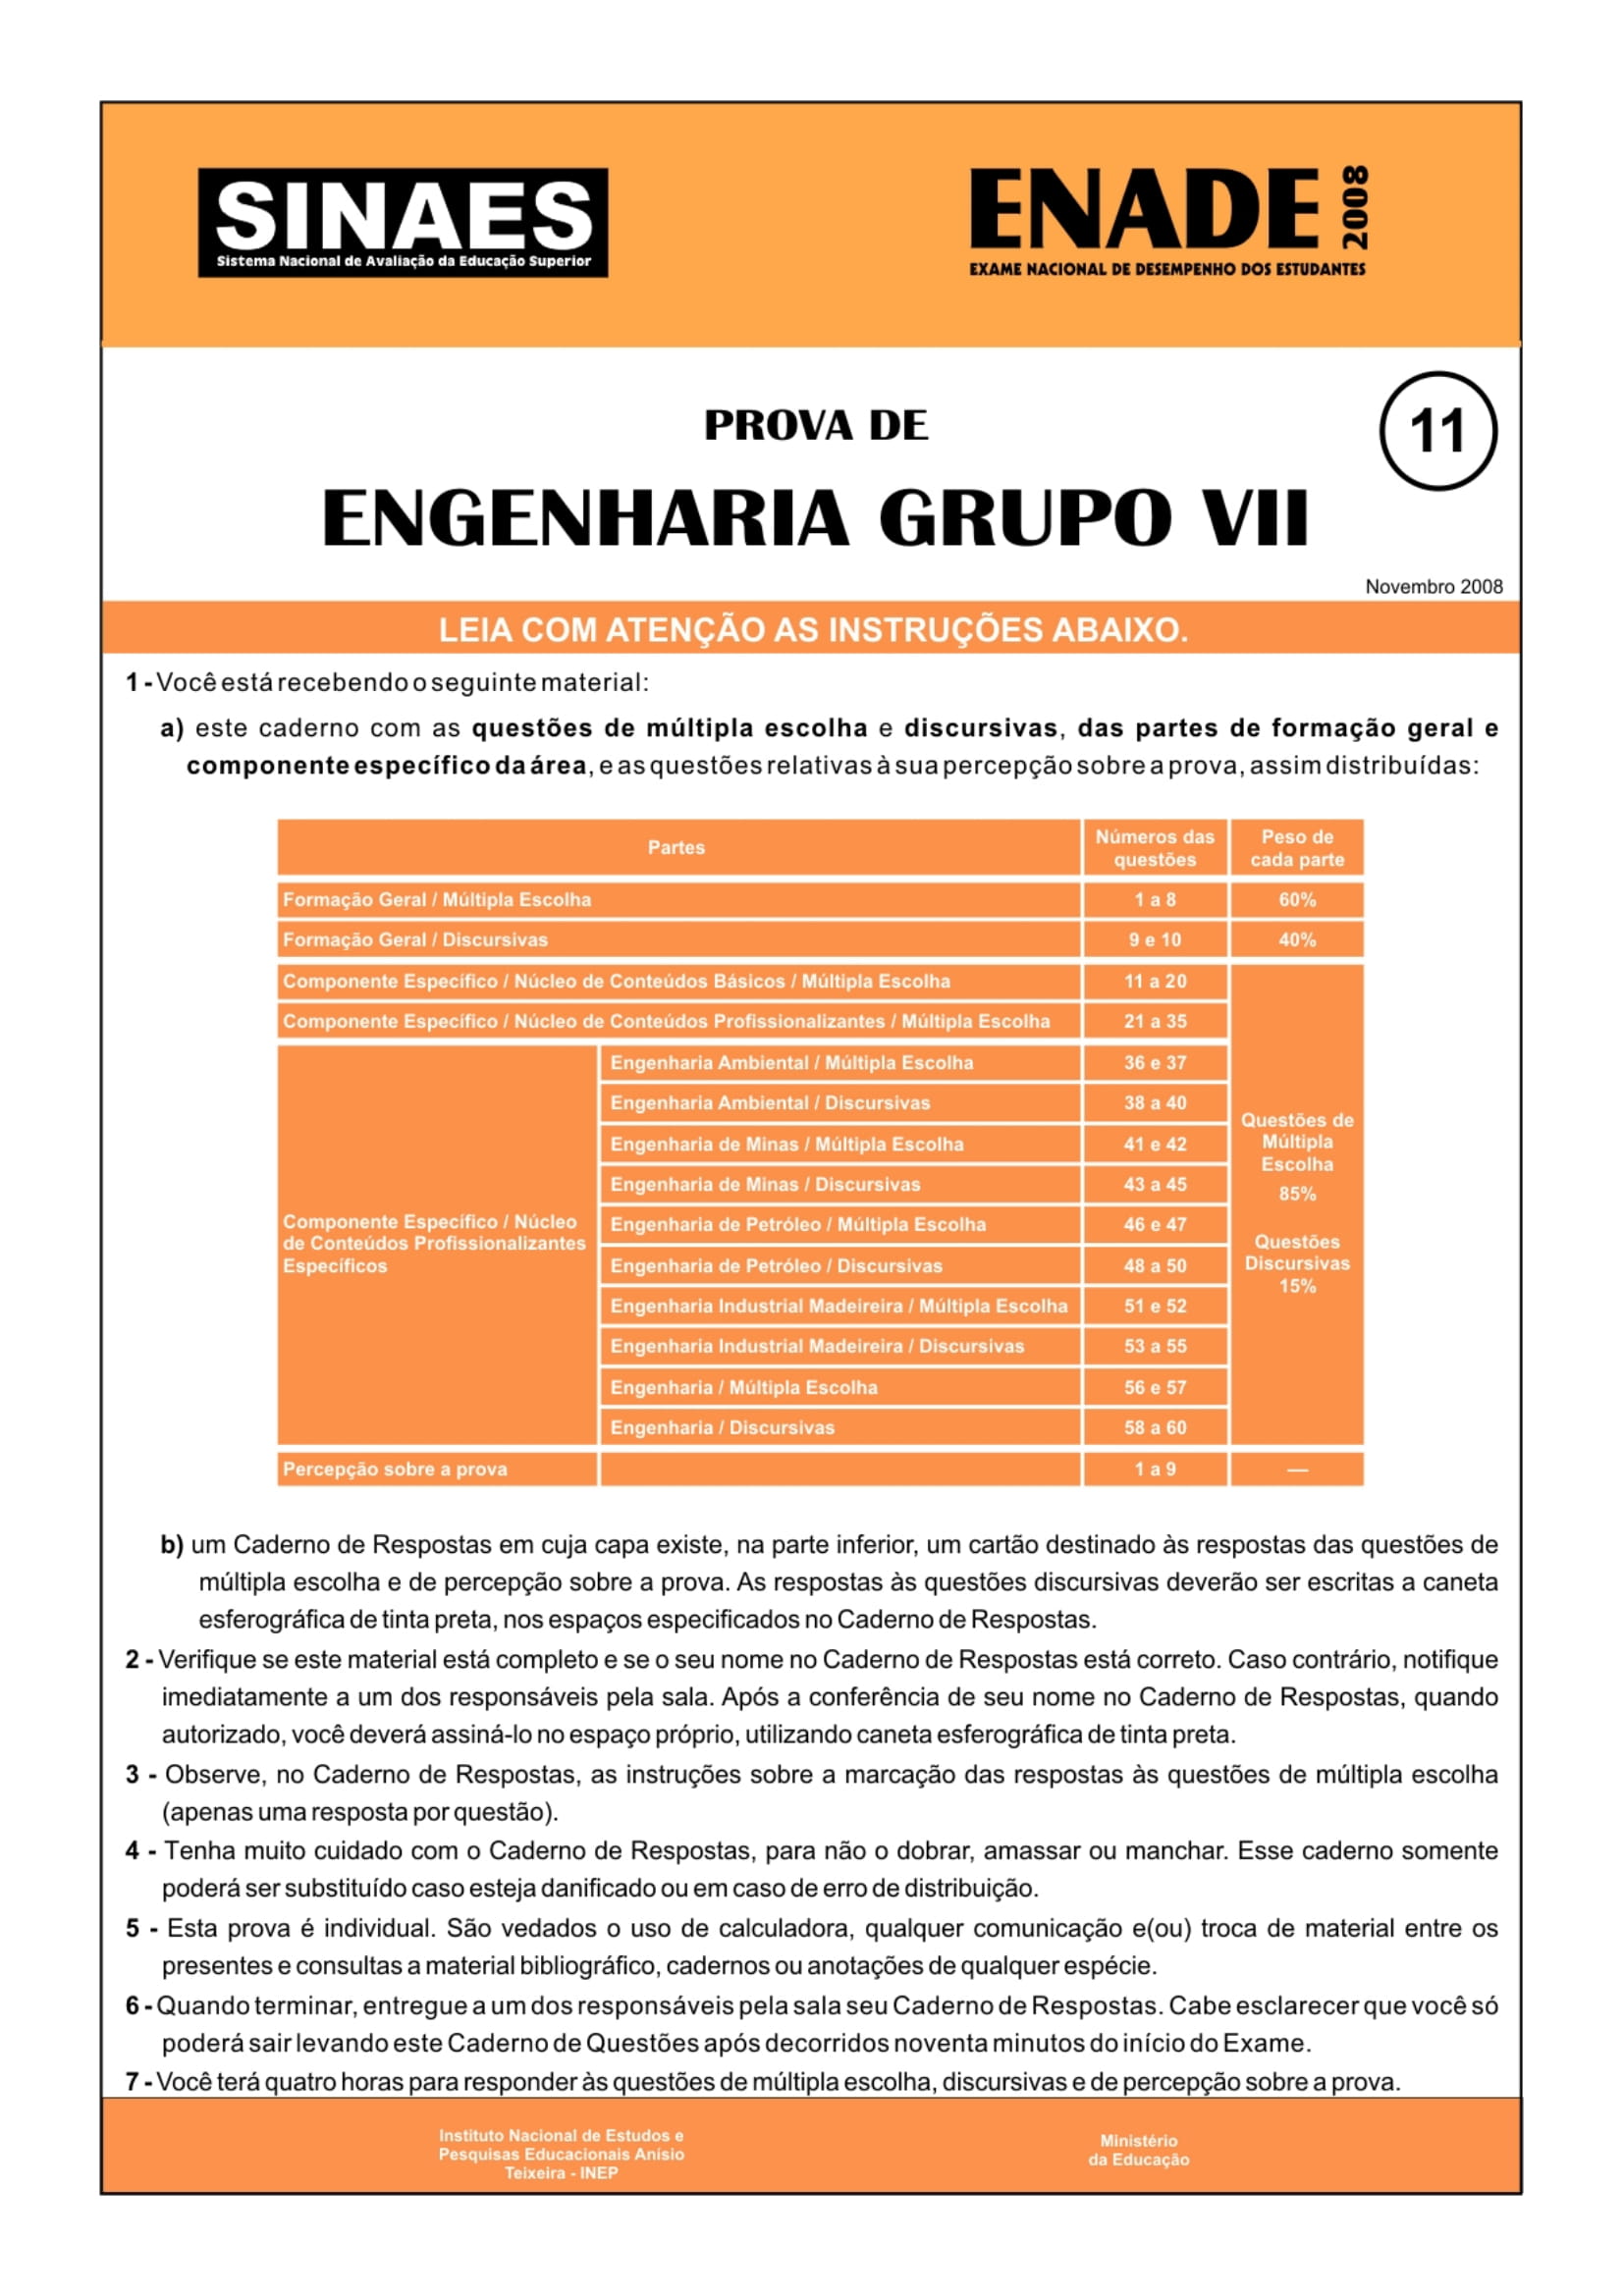 SINAES
Sistema Nacional de Avaliação da Educação Superior
ENADE 2008
EXAME NACIONAL DE DESEMPENHO DOS ESTUDANTES
11
PROVA DE
ENGENHARIA GRUPO VII
Novembro 2008
LEIA COM ATENÇÃO AS INSTRUÇÕES ABAIXO.
1 - Você está recebendo o seguinte material:
a) este caderno com as questões de múltipla escolha e discursivas, das partes de formação geral e
componente específico da área, e as questões relativas à sua percepção sobre a prova, assim distribuídas:
Partes
Números das
questões
Peso de
cada parte
Formação Geral / Múltipla Escolha
1 a 8
60%
Formação Geral / Discursivas
9 e 10
40%
Componente Específico / Núcleo de Conteúdos Básicos / Múltipla Escolha
11 a 20
Componente Específico / Núcleo de Conteúdos Profissionalizantes / Múltipla Escolha
21 a 35
Componente Específico / Núcleo
de Conteúdos Profissionalizantes
Específicos
Engenharia Ambiental / Múltipla Escolha
36 e 37
Engenharia Ambiental / Discursivas
38 a 40
Engenharia de Minas / Múltipla Escolha
41 e 42
Engenharia de Minas / Discursivas
43 a 45
Engenharia de Petróleo / Múltipla Escolha
46 e 47
Engenharia de Petróleo / Discursivas
48 a 50
Engenharia Industrial Madeireira / Múltipla Escolha
51 e 52
Engenharia Industrial Madeireira / Discursivas
53 a 55
Engenharia / Múltipla Escolha
56 e 57
Engenharia / Discursivas
58 a 60
Questões de
Múltipla
Escolha
85%
Questões
Discursivas
15%
Percepção sobre a prova
1 a 9
—
b) um Caderno de Respostas em cuja capa existe, na parte inferior, um cartão destinado às respostas das questões de
múltipla escolha e de percepção sobre a prova. As respostas às questões discursivas deverão ser escritas a caneta
esferográfica de tinta preta, nos espaços especificados no Caderno de Respostas.
2 - Verifique se este material está completo e se o seu nome no Caderno de Respostas está correto. Caso contrário, notifique
imediatamente a um dos responsáveis pela sala. Após a conferência de seu nome no Caderno de Respostas, quando
autorizado, você deverá assiná-lo no espaço próprio, utilizando caneta esferográfica de tinta preta.
3 - Observe, no Caderno de Respostas, as instruções sobre a marcação das respostas às questões de múltipla escolha
(apenas uma resposta por questão).
4 - Tenha muito cuidado com o Caderno de Respostas, para não o dobrar, amassar ou manchar. Esse caderno somente
poderá ser substituído caso esteja danificado ou em caso de erro de distribuição.
5 - Esta prova é individual. São vedados o uso de calculadora, qualquer comunicação e(ou) troca de material entre os
presentes e consultas a material bibliográfico, cadernos ou anotações de qualquer espécie.
6 - Quando terminar, entregue a um dos responsáveis pela sala seu Caderno de Respostas. Cabe esclarecer que você só
poderá sair levando este Caderno de Questões após decorridos noventa minutos do início do Exame.
7 - Você terá quatro horas para responder às questões de múltipla escolha, discursivas e de percepção sobre a prova.
Instituto Nacional de Estudos e
Pesquisas Educacionais Anísio
Teixeira - INEP
Ministério
da Educação